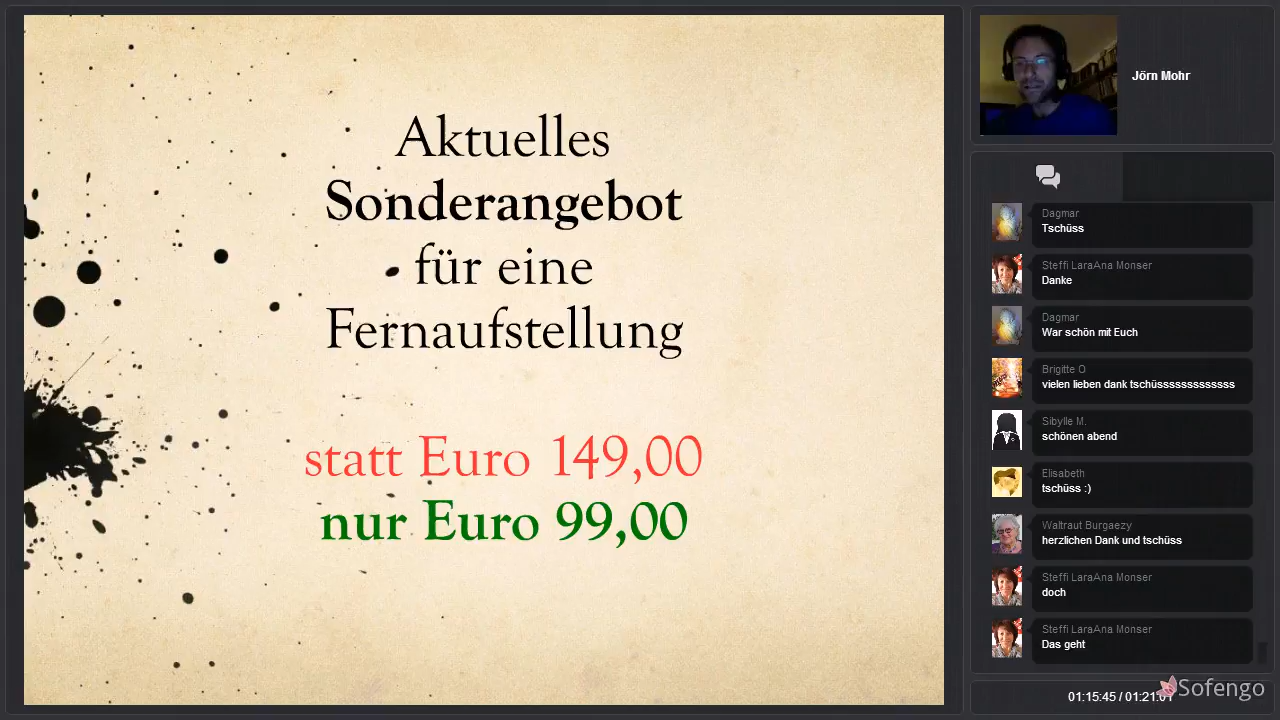 Aktuelles
Sonderangebot
für eine
Fernaufstellung
statt Euro 149,00
nur Euro 99,00
Jörn Mohr
Dagmar
Tschüss
Steffi LaraAna Monser
Danke
Dagmar
War schön mit Euch
Brigitte O
vielen lieben dank tschüsssssssssssss
Sibylle M.
schönen abend
Elisabeth
tschüss :)
Waltraut Burgaezy
herzlichen Dank und tschüss
Steffi LaraAna Monser
doch
Steffi LaraAna Monser
Das geht
01:15:45 / 01:21:01
Sofengo